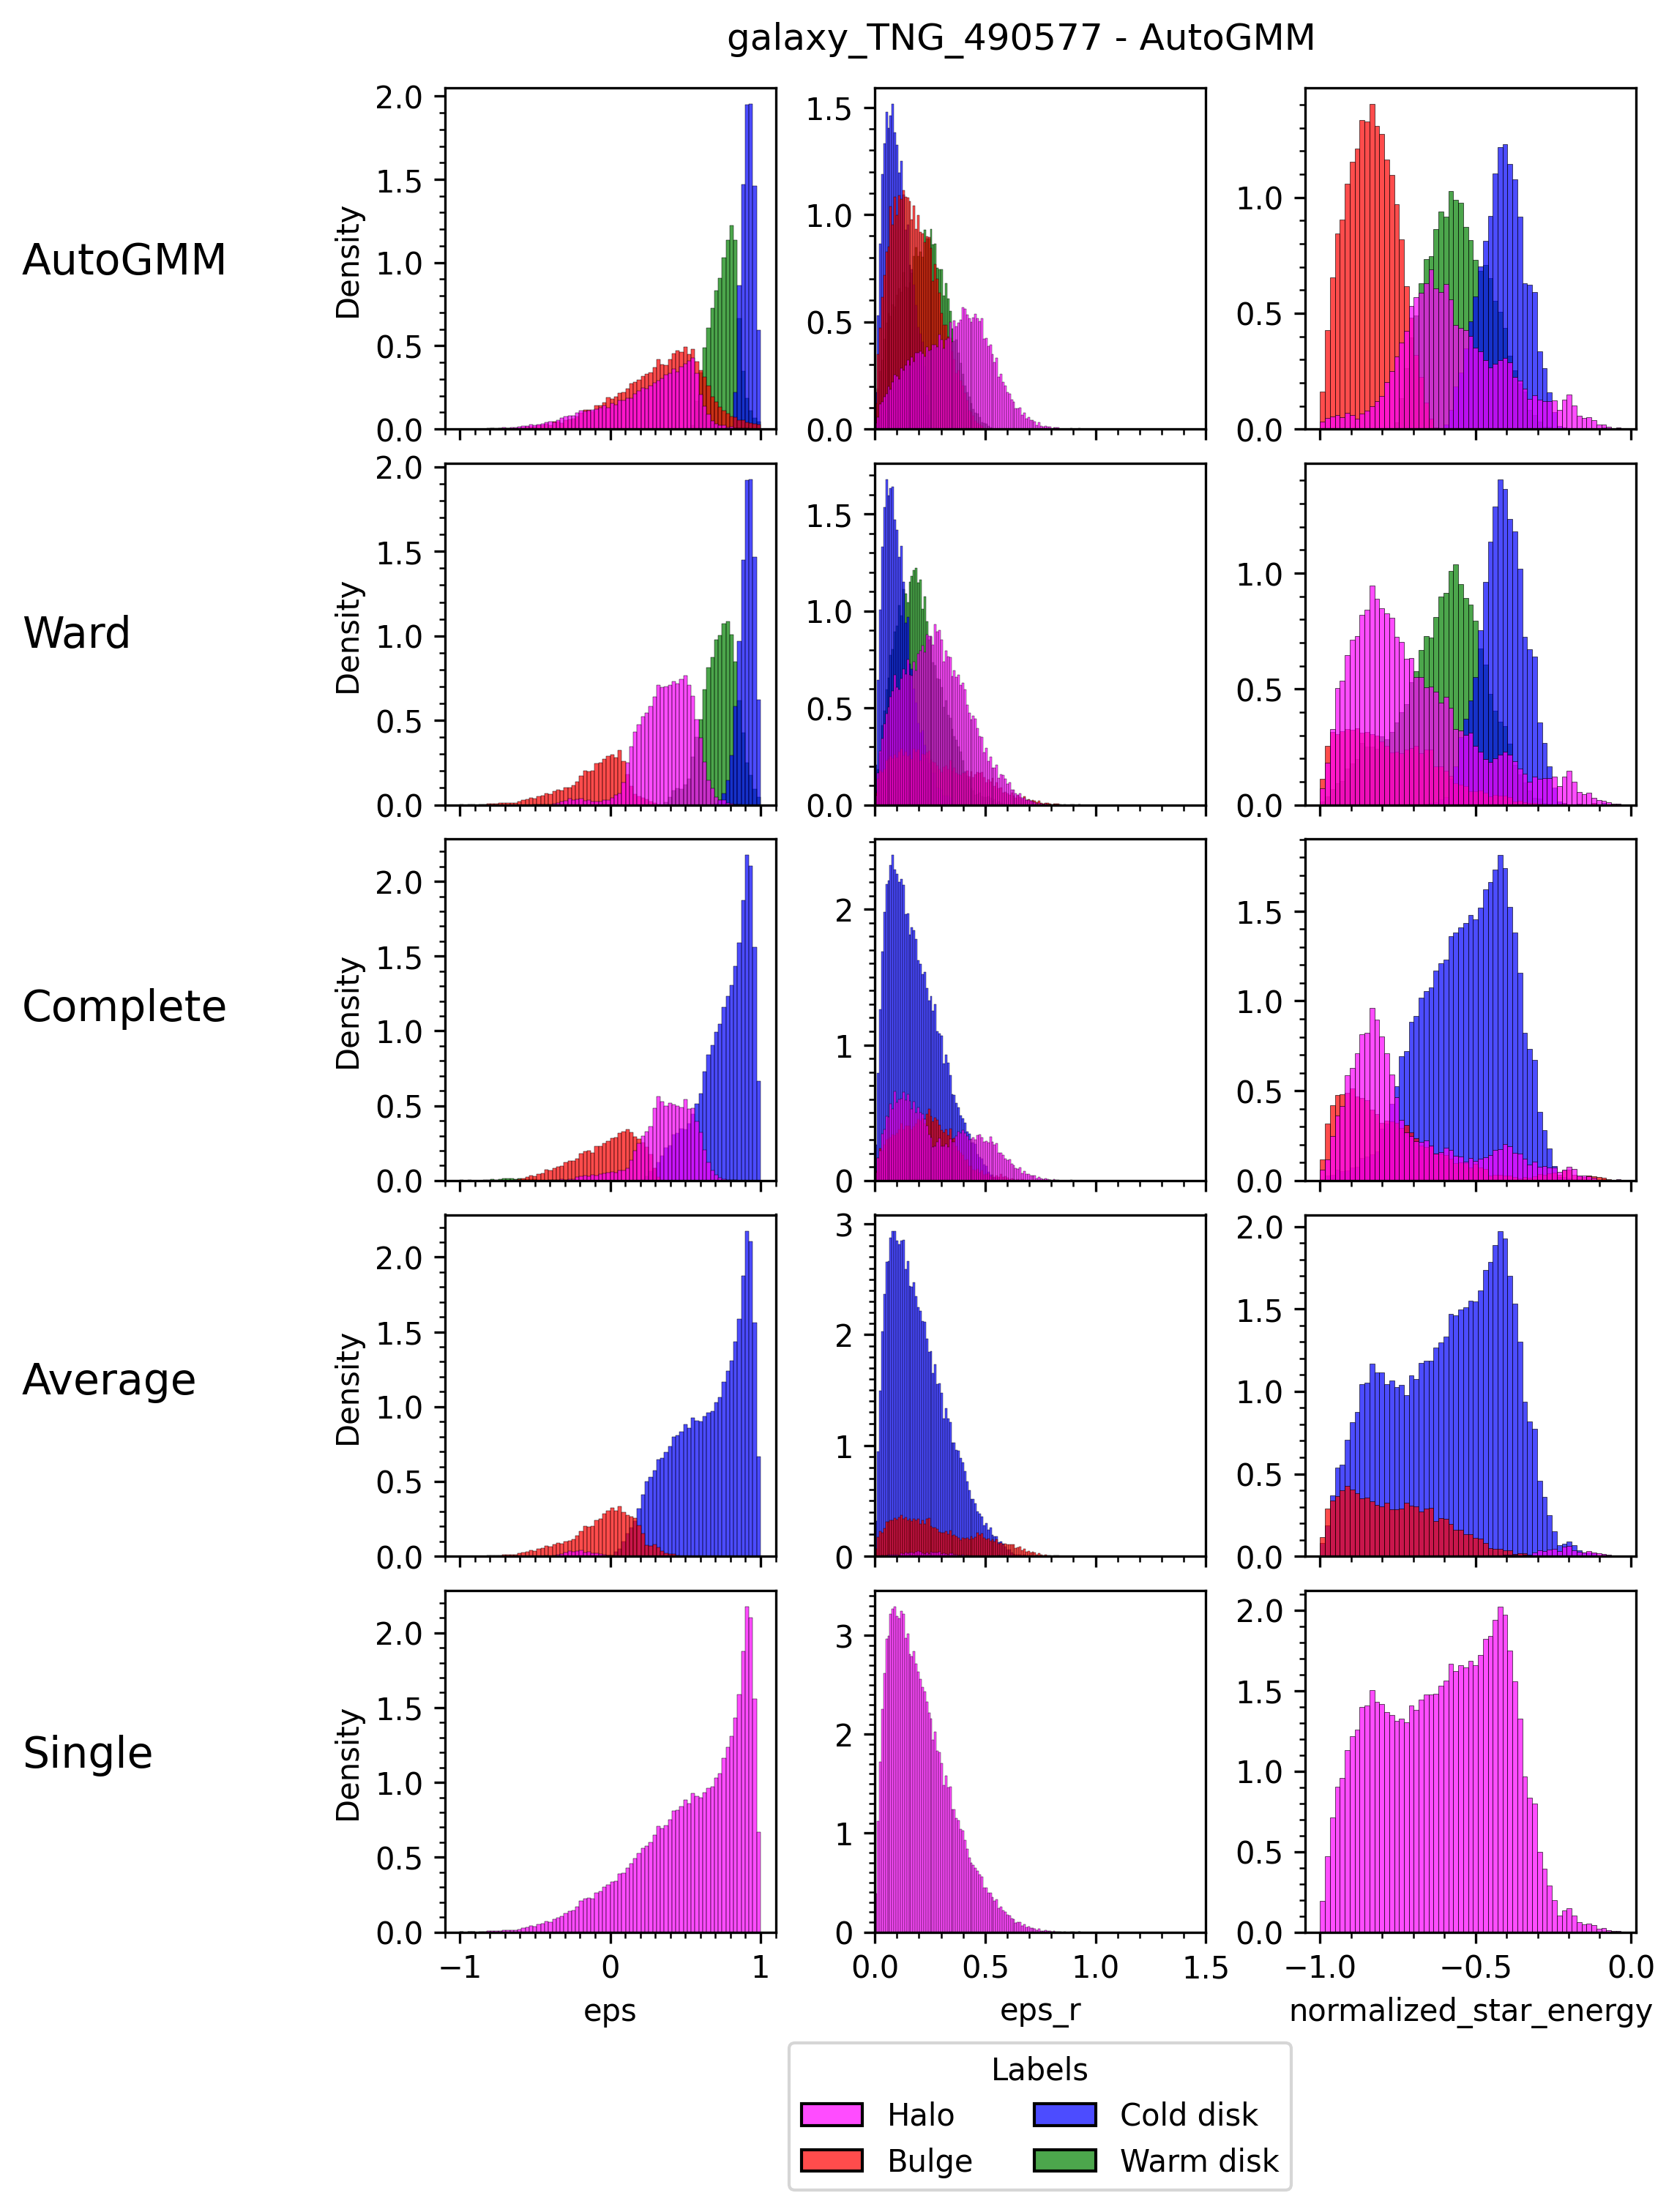 galaxy_TNG_490577 - AutoGMM
AutoGMM
Density
0.0 0.5 1.0 1.5 2.0
0.0 0.5 1.0 1.5
0.0 0.5 1.0
Ward
Density
0.0 0.5 1.0 1.5 2.0
0.0 0.5 1.0 1.5
0.0 0.5 1.0
Complete
Density
0.0 0.5 1.0 1.5 2.0
0 1 2
0.0 0.5 1.0 1.5
Average
Density
0.0 0.5 1.0 1.5 2.0
0 1 2 3
0.0 0.5 1.0 1.5 2.0
Single
Density
0.0 0.5 1.0 1.5 2.0
0 1 2 3
0.0 0.5 1.0 1.5 2.0
−1 0 1
0.0 0.5 1.0 1.5
−1.0 −0.5 0.0
eps
eps_r
normalized_star_energy
Labels
Halo
Bulge
Cold disk
Warm disk